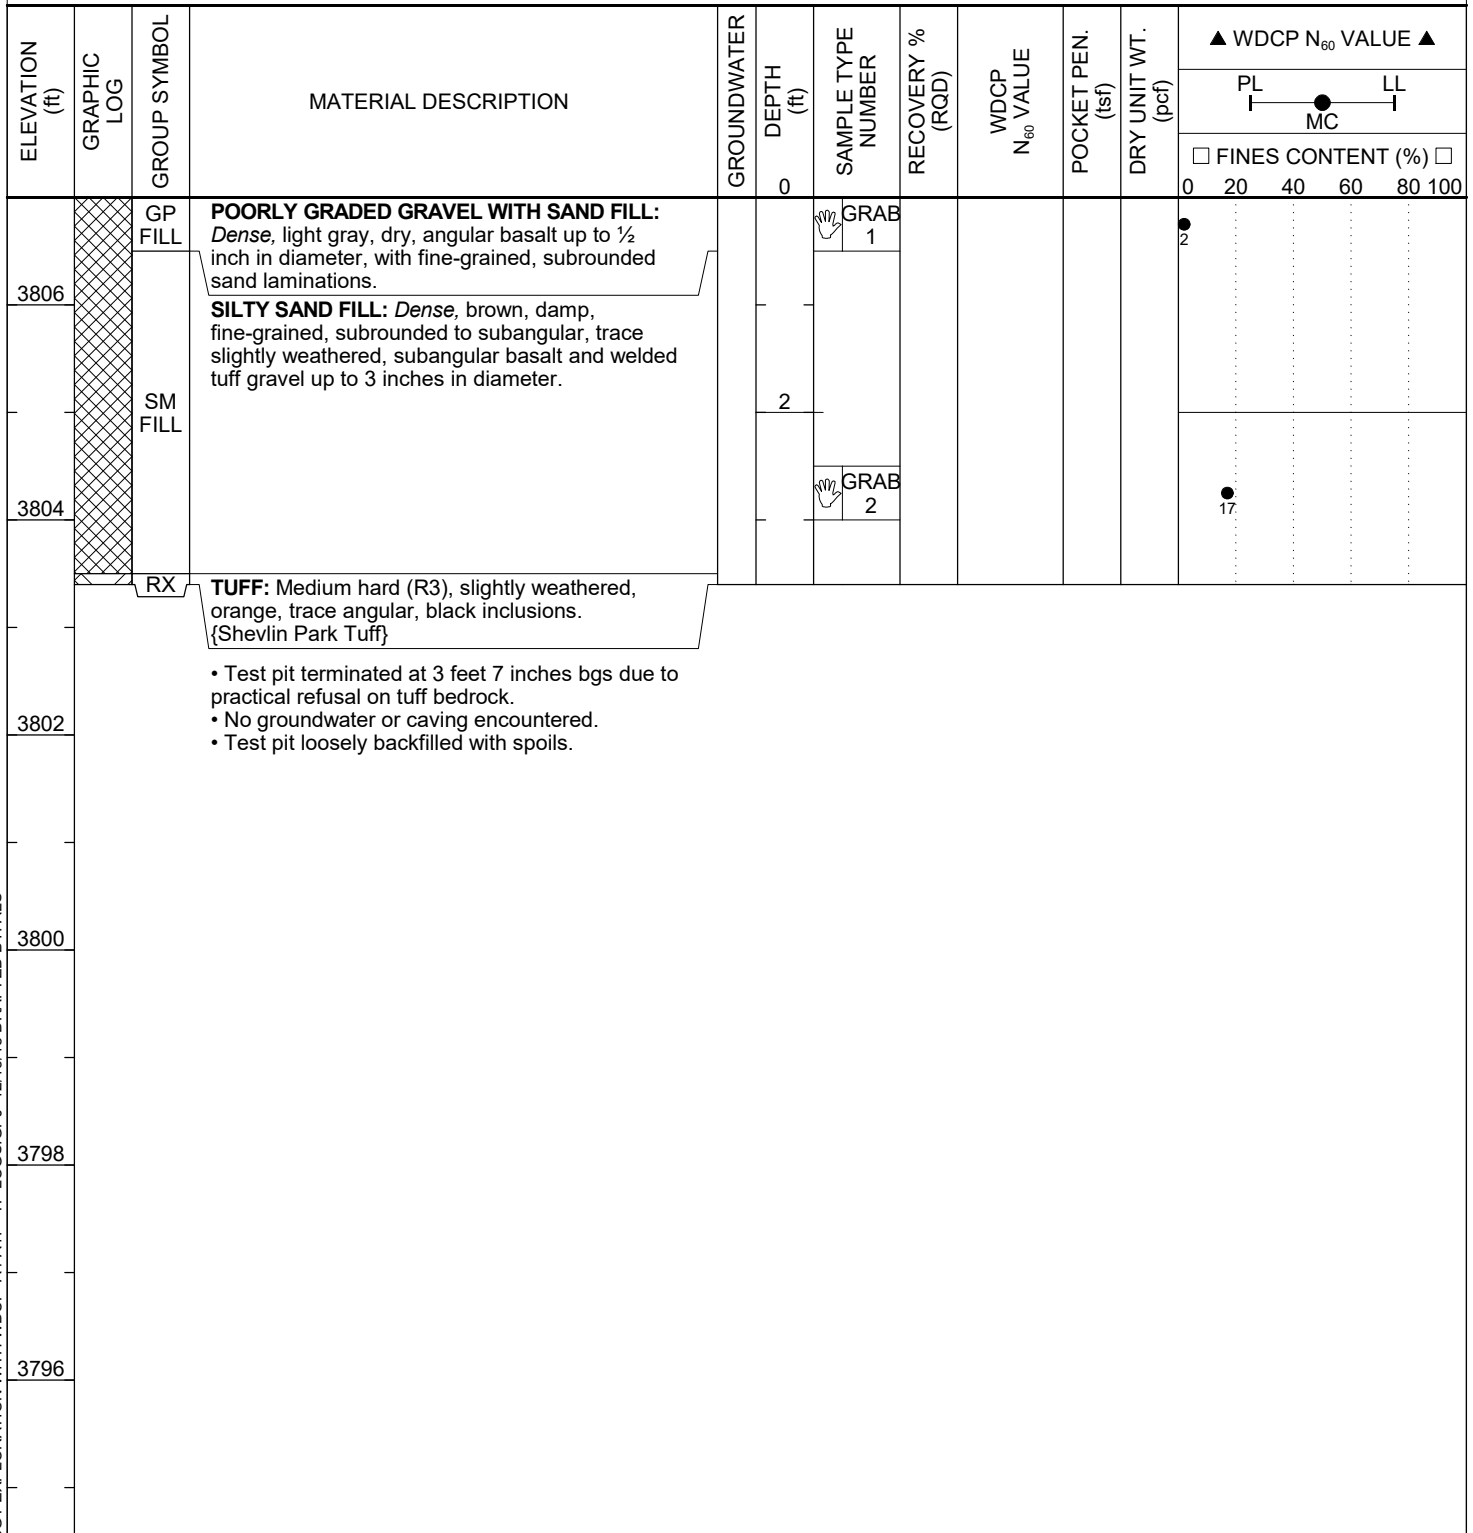 ELEVATION
(ft)
GRAPHIC
LOG
GROUP SYMBOL
MATERIAL DESCRIPTION
GROUNDWATER
DEPTH
(ft)
0
SAMPLE TYPE
NUMBER
RECOVERY %
(RQD)
WDCP
N60 VALUE
POCKET PEN.
(tsf)
DRY UNIT WT.
(pcf)
▲ WDCP N60 VALUE ▲
PL LL
MC
□ FINES CONTENT (%) □
0 20 40 60 80 100
GP
FILL
POORLY GRADED GRAVEL WITH SAND FILL:
Dense, light gray, dry, angular basalt up to ½
inch in diameter, with fine-grained, subrounded
sand laminations.
GRAB
1
2
3806
SILTY SAND FILL: Dense, brown, damp,
fine-grained, subrounded to subangular, trace
slightly weathered, subangular basalt and welded
tuff gravel up to 3 inches in diameter.
SM
FILL
2
GRAB
2
17
3804
RX
TUFF: Medium hard (R3), slightly weathered,
orange, trace angular, black inclusions.
{Shevlin Park Tuff}
• Test pit terminated at 3 feet 7 inches bgs due to
practical refusal on tuff bedrock.
• No groundwater or caving encountered.
• Test pit loosely backfilled with spoils.
3802
3800
3798
3796